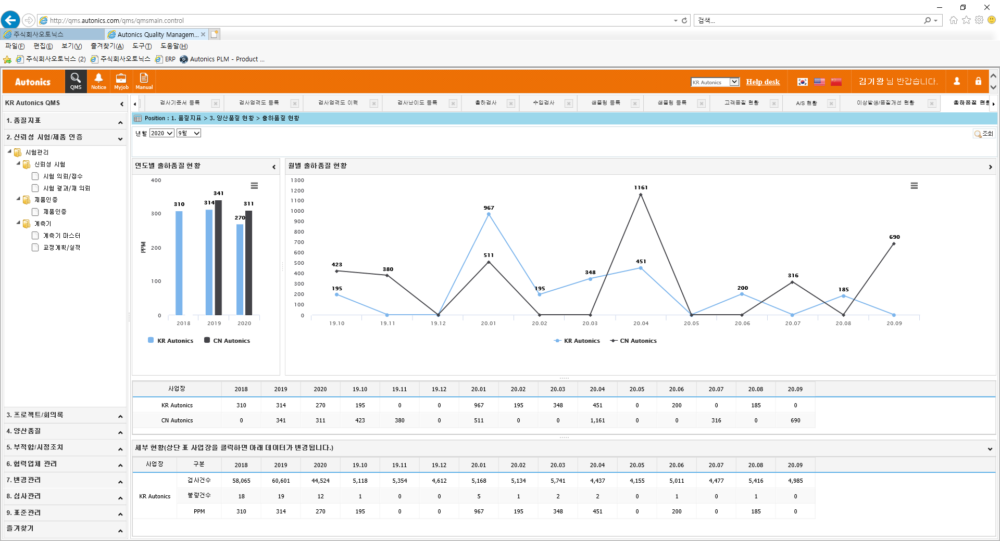 http://qms.autonics.com/qms/qmsmain.control
검색...
주식회사오토닉스
Autonics Quality Managem...
파일(F) 편집(E) 보기(V) 즐겨찾기(A) 도구(T) 도움말(H)
주식회사오토닉스 (2) 주식회사오토닉스 ERP Autonics PLM - Product ...
Autonics QMS Notice Myjob Manual KR Autonics Help desk 김기왕 님 반갑습니다.
KR Autonics QMS
검사기준서 등록 검사엄격도 등록 검사엄격도 이력 검사난이도 등록 출하검사 수입검사 샘플링 등록 샘플링 등록 고객품질 현황 A/S 현황 이상발생/품질개선 현황 출하품질 현황
Position : 1. 품질지표 > 3. 양산품질 현황 > 출하품질 현황
년월 2020 9월 조회
1. 품질지표
2. 신뢰성 시험/제품 인증
시험관리
신뢰성 시험
시험 의뢰/접수
시험 결과/재 의뢰
제품인증
제품인증
계측기
계측기 마스터
교정계획/실적
3. 프로젝트/회의록
4. 양산품질
5. 부적합/시정조치
6. 협력업체 관리
7. 변경관리
8. 심사관리
9. 표준관리
즐겨찾기
연도별 출하품질 현황
400
300
200
100
0
PPM
310
314
341
270
311
2018 2019 2020
KR Autonics CN Autonics
월별 출하품질 현황
1300
1200
1100
1000
900
800
700
600
500
400
300
200
100
0
423
195
380
967
511
195
348
1161
451
200
316
185
690
19.10 19.11 19.12 20.01 20.02 20.03 20.04 20.05 20.06 20.07 20.08 20.09
KR Autonics CN Autonics
사업장 2018 2019 2020 19.10 19.11 19.12 20.01 20.02 20.03 20.04 20.05 20.06 20.07 20.08 20.09
KR Autonics 310 314 270 195 0 0 967 195 348 451 0 200 0 185 0
CN Autonics 0 341 311 423 380 0 511 0 0 1,161 0 0 316 0 690
세부 현황(상단 표 사업장을 클릭하면 아래 데이터가 변경됩니다.)
사업장 구분 2018 2019 2020 19.10 19.11 19.12 20.01 20.02 20.03 20.04 20.05 20.06 20.07 20.08 20.09
KR Autonics
검사건수 58,065 60,601 44,524 5,118 5,354 4,612 5,168 5,134 5,741 4,437 4,155 5,011 4,477 5,416 4,985
불량건수 18 19 12 1 0 0 5 1 2 2 0 1 0 1 0
PPM 310 314 270 195 0 0 967 195 348 451 0 200 0 185 0